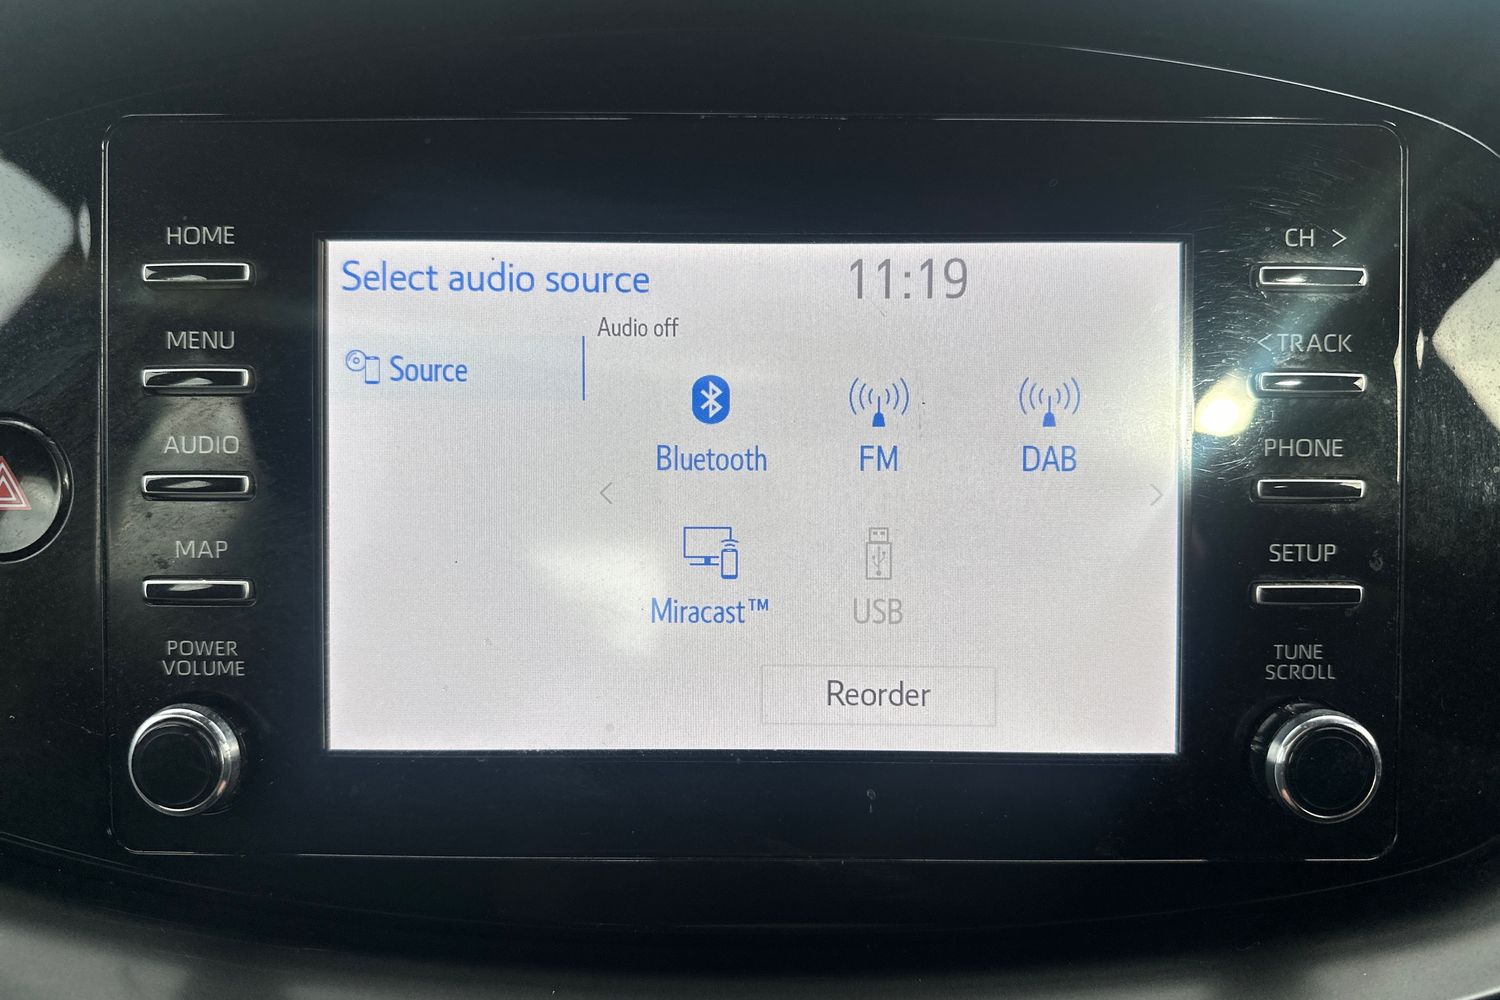 HOME
MENU
AUDIO
MAP
POWER
VOLUME
Select audio source
11:19
Source
Audio off
Bluetooth
FM
DAB
<
>
Miracast™
USB
Reorder
CH >
<TRACK
PHONE
SETUP
TUNE
SCROLL